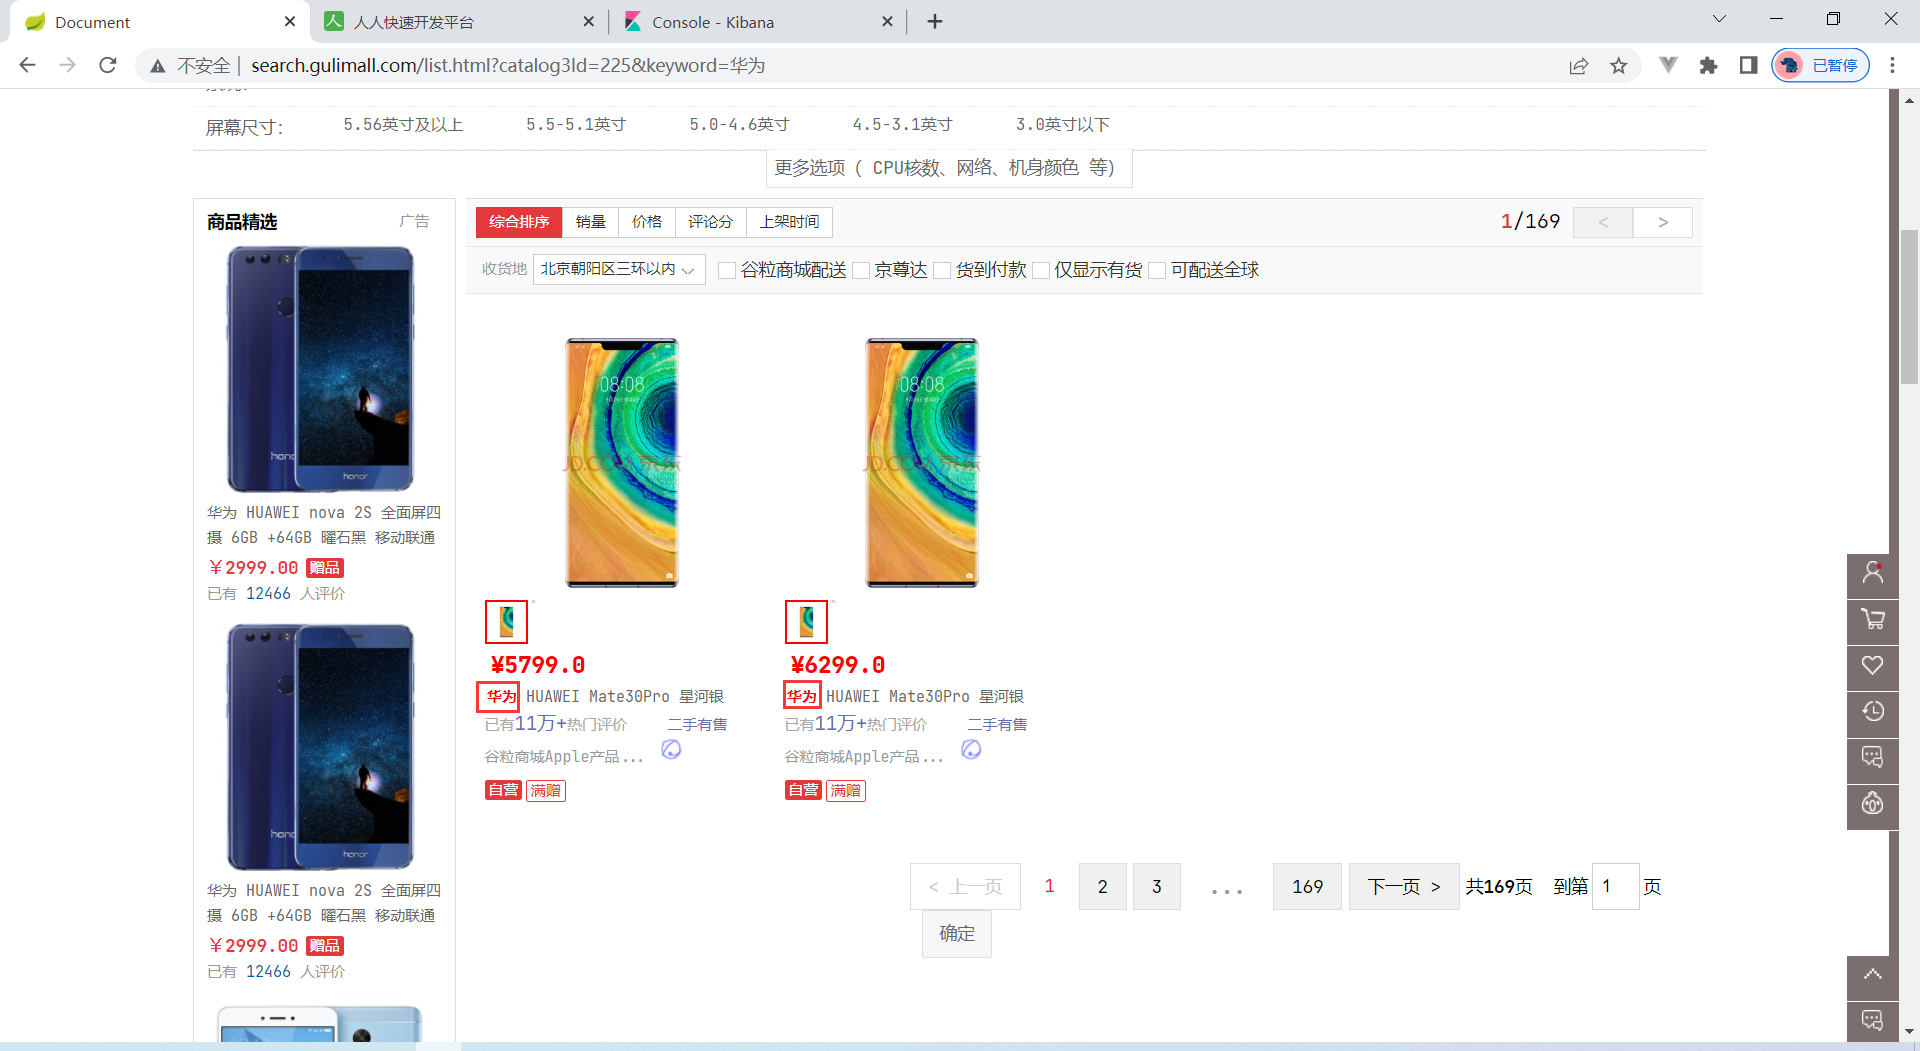 Document
人人快速开发平台
Console - Kibana
不安全 | search.gulimall.com/list.html?catalog3Id=225&keyword=华为
已暂停
屏幕尺寸：
5.56英寸及以上
5.5-5.1英寸
5.0-4.6英寸
4.5-3.1英寸
3.0英寸以下
更多选项（ CPU核数、网络、机身颜色 等）
商品精选
广告
综合排序
销量
价格
评论分
上架时间
1/169
<
>
收货地
北京朝阳区三环以内
谷粒商城配送
京尊达
货到付款
仅显示有货
可配送全球
honor
华为 HUAWEI nova 2S 全面屏四
摄 6GB +64GB 曜石黑 移动联通
￥2999.00 赠品
已有 12466 人评价
honor
华为 HUAWEI nova 2S 全面屏四
摄 6GB +64GB 曜石黑 移动联通
￥2999.00 赠品
已有 12466 人评价
08:08
JD.COM 京东
¥5799.0
华为 HUAWEI Mate30Pro 星河银
已有11万+热门评价
二手有售
谷粒商城Apple产品...
自营
满赠
08:08
JD.COM 京东
¥6299.0
华为 HUAWEI Mate30Pro 星河银
已有11万+热门评价
二手有售
谷粒商城Apple产品...
自营
满赠
< 上一页
1
2
3
...
169
下一页 >
共169页
到第 1 页
确定